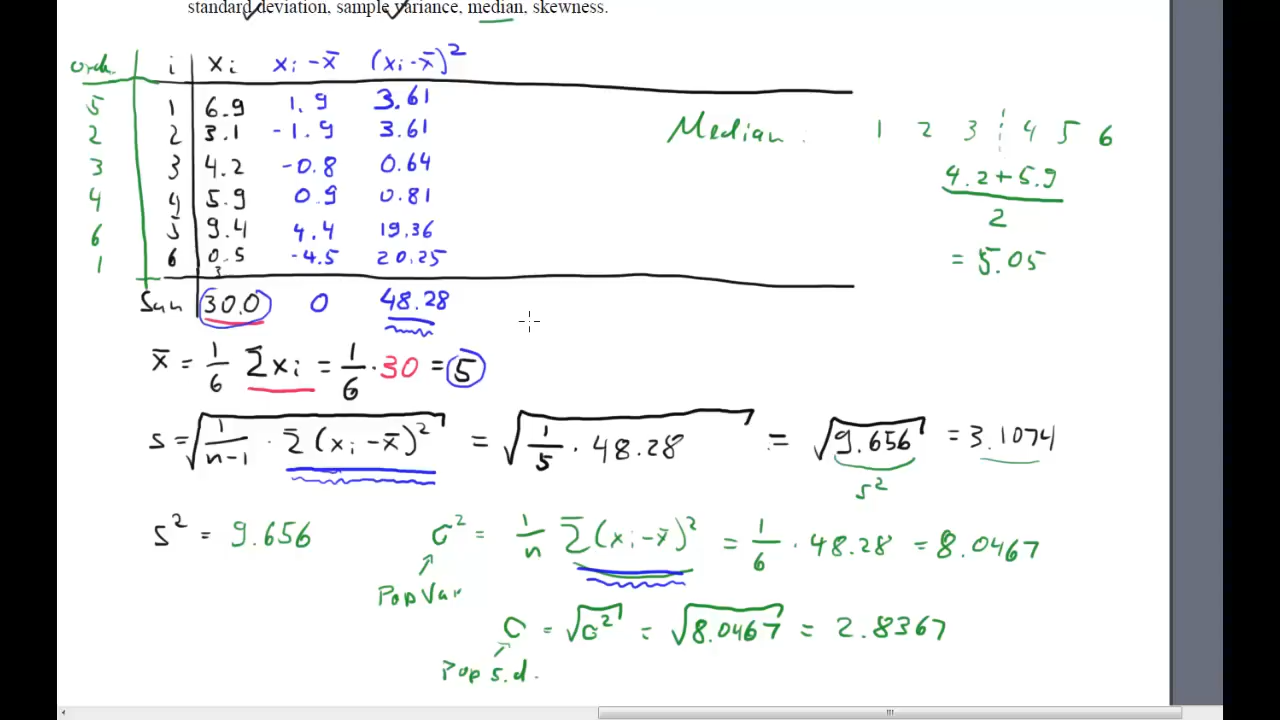 standard deviation, sample variance, median, skewness.
ord. i xi xi - x̄ (xi - x̄)²
5 1 6.9 1.9 3.61
2 2 3.1 -1.9 3.61
3 3 4.2 -0.8 0.64
4 4 5.9 0.9 0.81
6 5 9.4 4.4 19.36
1 6 0.5 -4.5 20.25
3
Sum 30.0 0 48.28
Median: 1 2 3 4 5 6
4.2+5.9
2
= 5.05
x̄ = 1/6 Σxi = 1/6 · 30 = 5
s = √(1/(n-1) · Σ(xi - x̄)²) = √(1/5 · 48.28) = √9.656 = 3.1074
s²
s² = 9.656 σ² = 1/n Σ(xi - x̄)² = 1/6 · 48.28 = 8.0467
Pop Var
σ = √σ² = √8.0467 = 2.8367
Pop s.d.